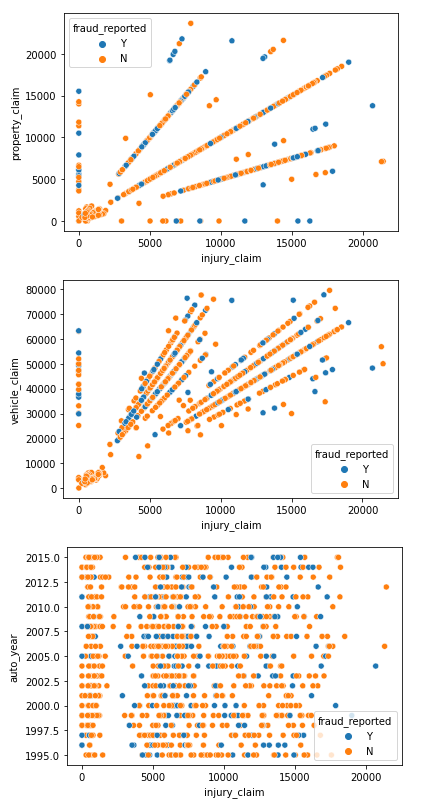 fraud_reported
Y
N
20000
15000
10000
5000
0
property_claim
0 5000 10000 15000 20000
injury_claim
80000
70000
60000
50000
40000
30000
20000
10000
0
vehicle_claim
fraud_reported
Y
N
0 5000 10000 15000 20000
injury_claim
2015.0
2012.5
2010.0
2007.5
2005.0
2002.5
2000.0
1997.5
1995.0
auto_year
fraud_reported
Y
N
0 5000 10000 15000 20000
injury_claim